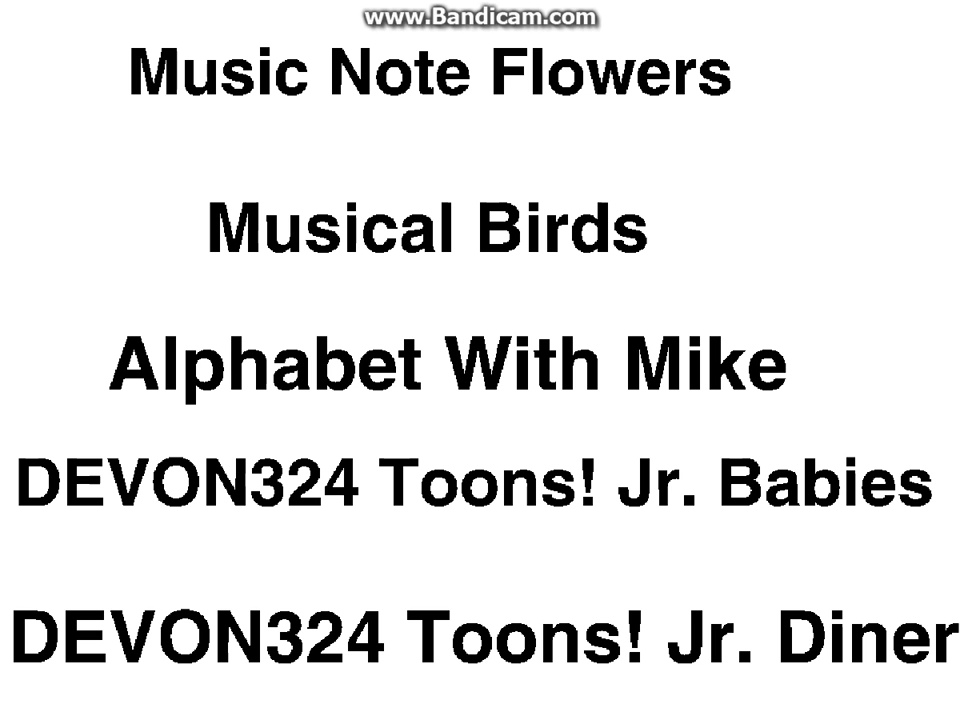 www.Bandicam.com
Music Note Flowers
Musical Birds
Alphabet With Mike
DEVON324 Toons! Jr. Babies
DEVON324 Toons! Jr. Diner